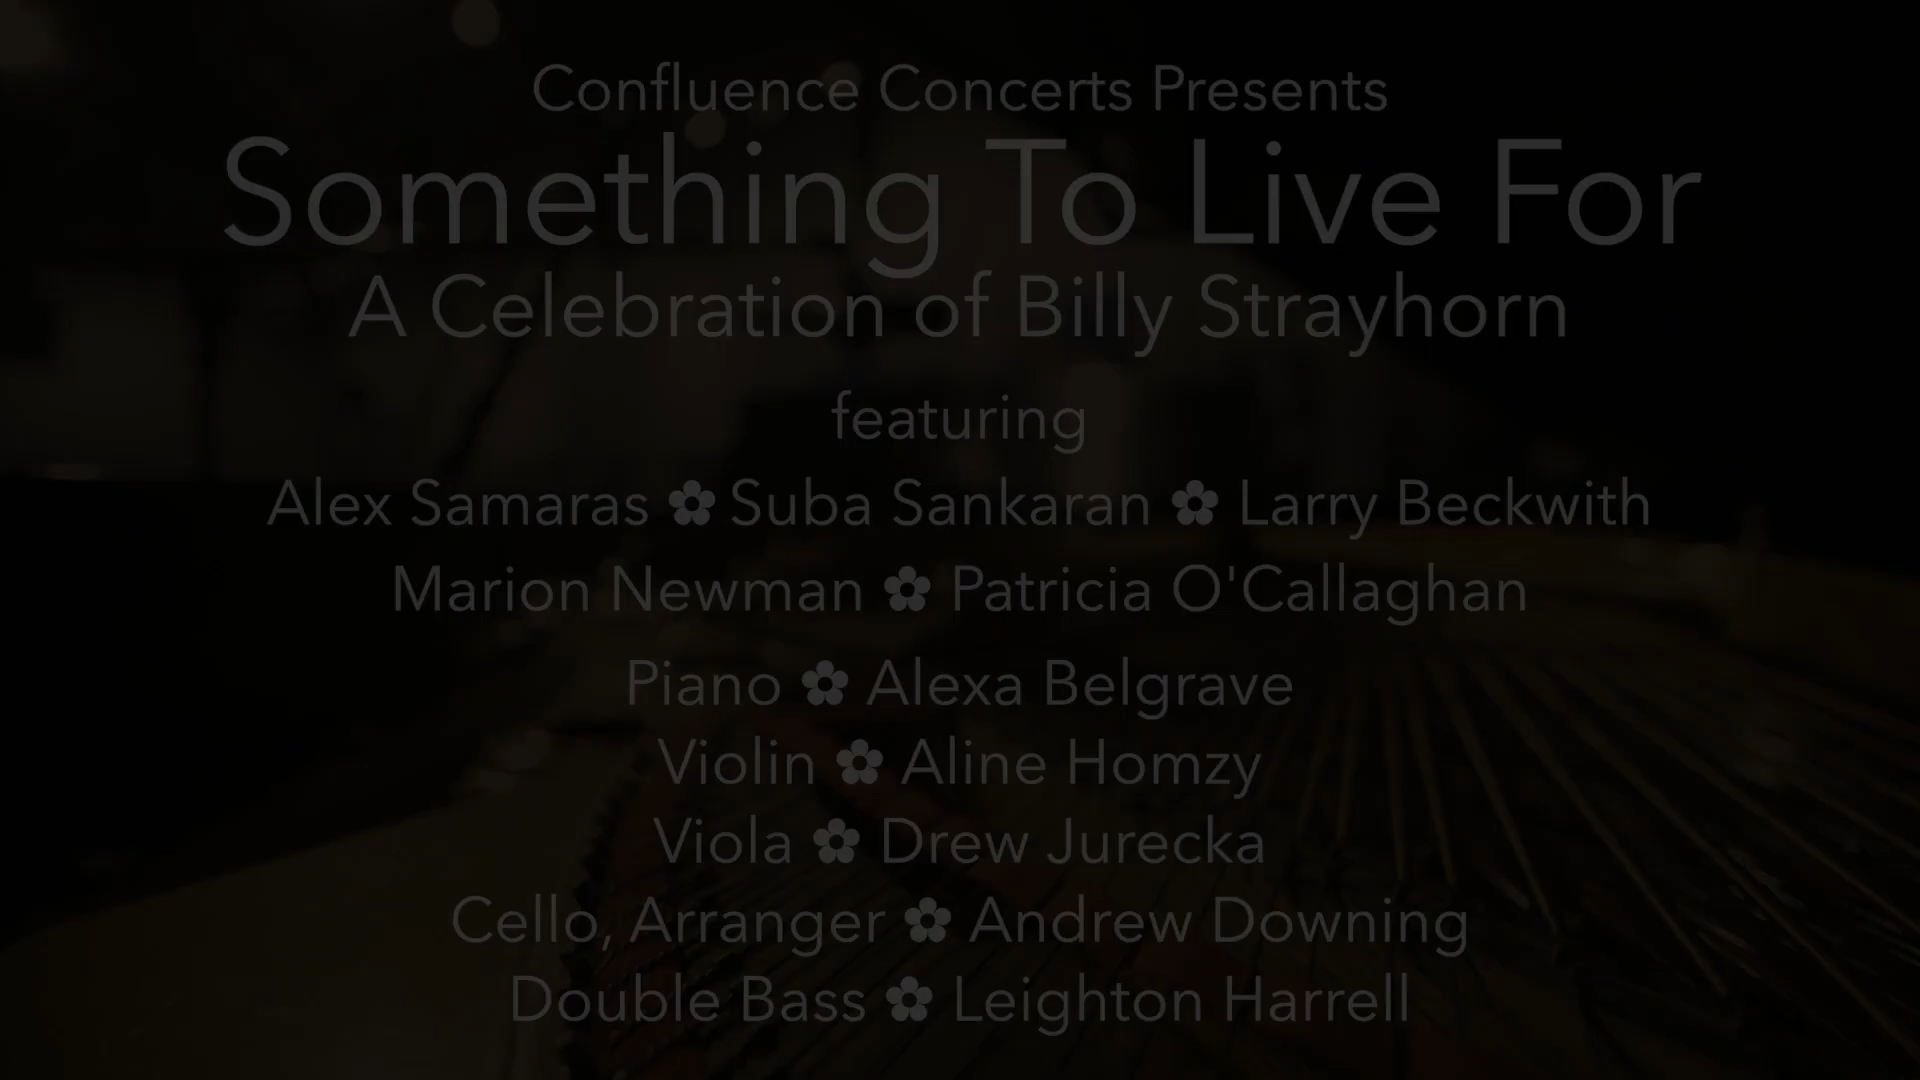 Confluence Concerts Presents
Something To Live For
A Celebration of Billy Strayhorn
featuring
Alex Samaras ✿ Suba Sankaran ✿ Larry Beckwith
Marion Newman ✿ Patricia O'Callaghan
Piano ✿ Alexa Belgrave
Violin ✿ Aline Homzy
Viola ✿ Drew Jurecka
Cello, Arranger ✿ Andrew Downing
Double Bass ✿ Leighton Harrell